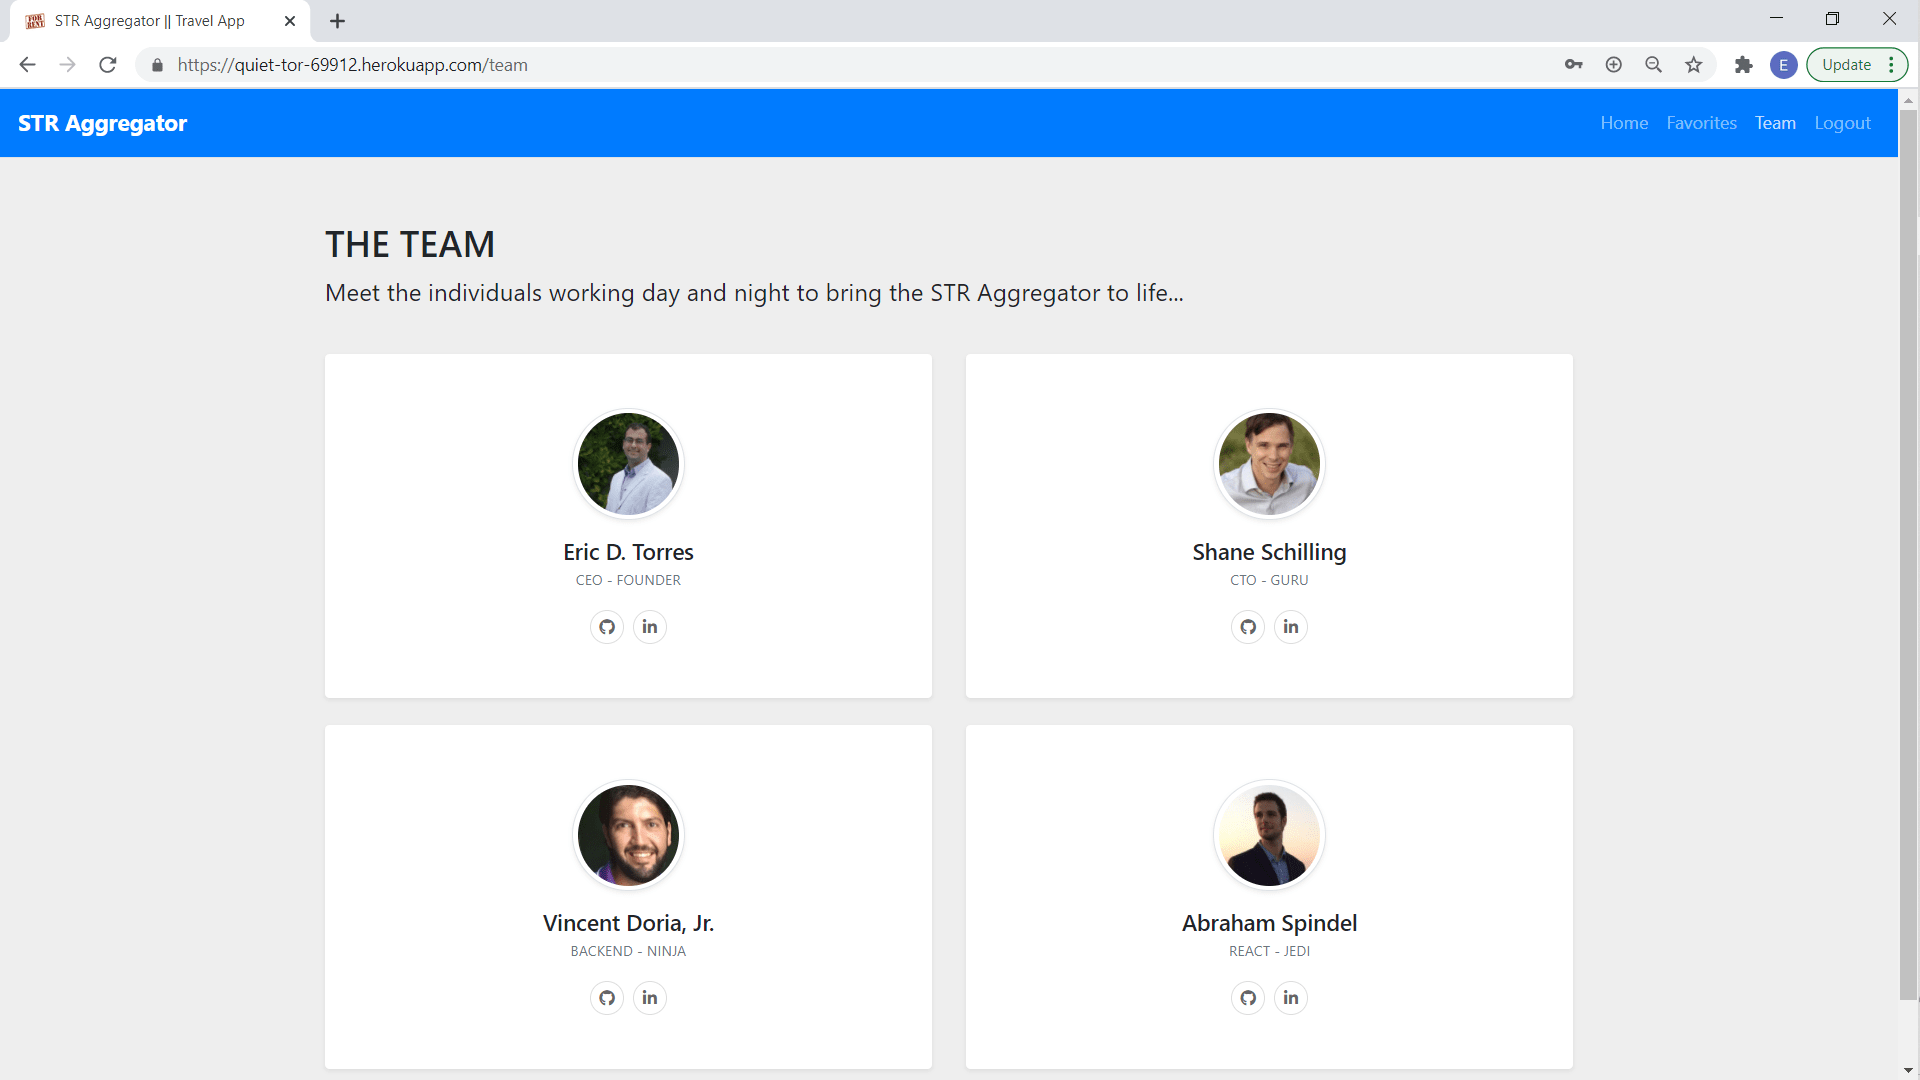 FOR RENT
STR Aggregator || Travel App
https://quiet-tor-69912.herokuapp.com/team
E
Update
STR Aggregator
Home
Favorites
Team
Logout
THE TEAM
Meet the individuals working day and night to bring the STR Aggregator to life...
Eric D. Torres
CEO - FOUNDER
in
Shane Schilling
CTO - GURU
in
Vincent Doria, Jr.
BACKEND - NINJA
in
Abraham Spindel
REACT - JEDI
in